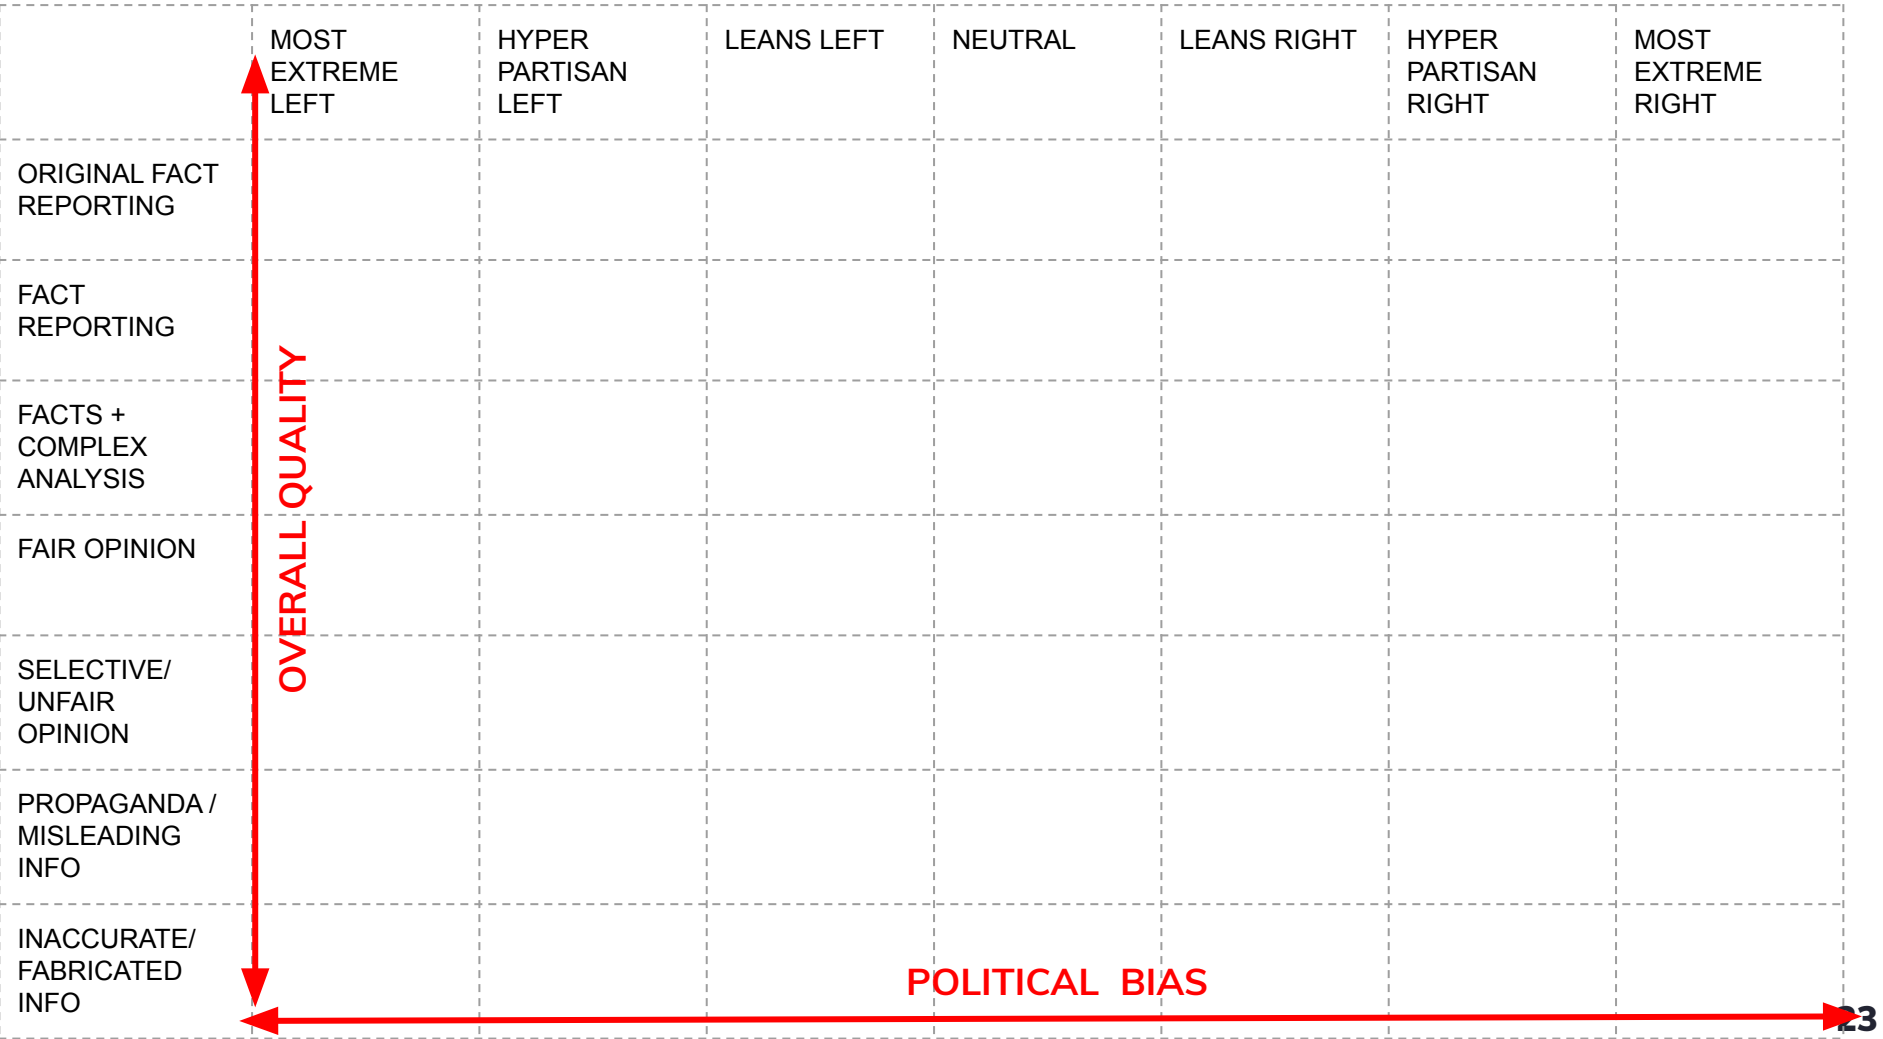 MOST
EXTREME
LEFT
HYPER
PARTISAN
LEFT
LEANS LEFT
NEUTRAL
LEANS RIGHT
HYPER
PARTISAN
RIGHT
MOST
EXTREME
RIGHT
ORIGINAL FACT
REPORTING
FACT
REPORTING
FACTS +
COMPLEX
ANALYSIS
FAIR OPINION
SELECTIVE/
UNFAIR
OPINION
PROPAGANDA /
MISLEADING
INFO
INACCURATE/
FABRICATED
INFO
OVERALL QUALITY
POLITICAL BIAS
23